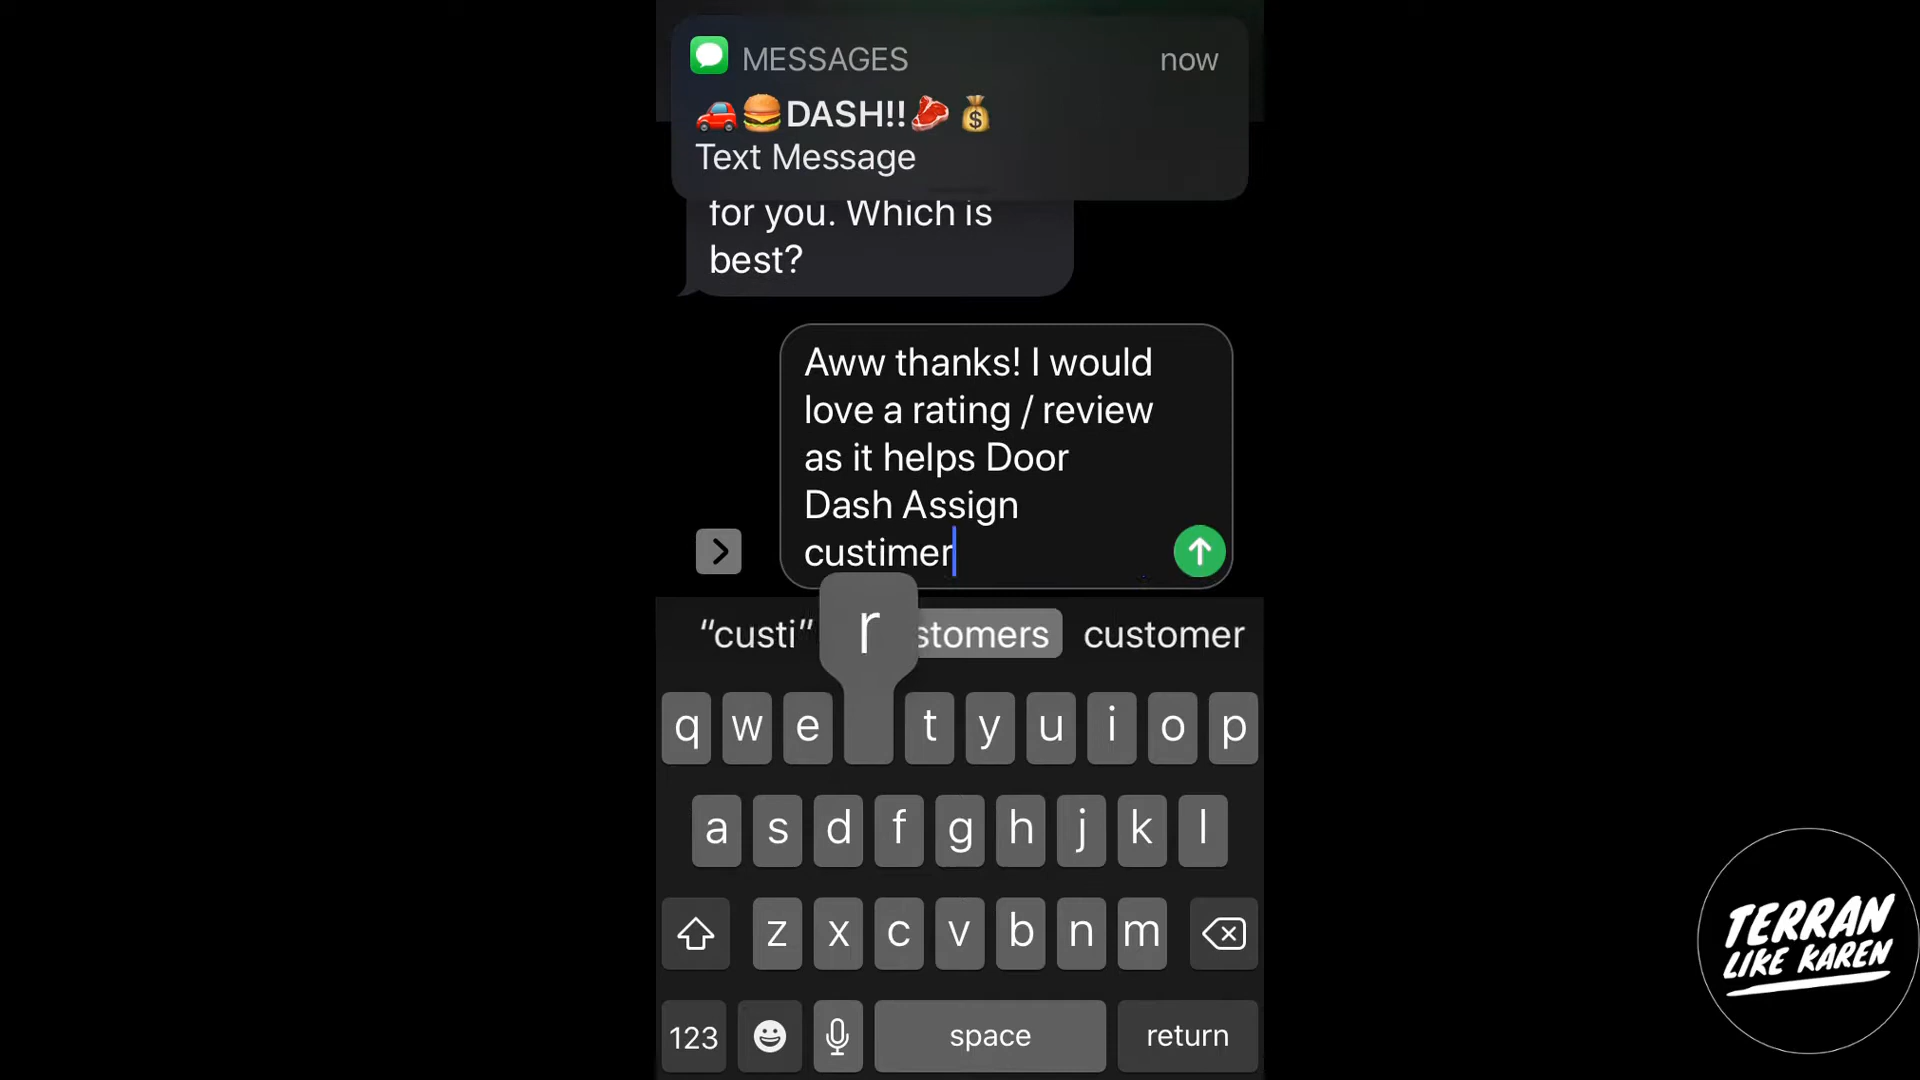 MESSAGES now
🚗🍔DASH!!🥩💰
Text Message
for you. Which is
best?
Aww thanks! I would
love a rating / review
as it helps Door
Dash Assign
custimer
"custi" r stomers customer
q w e t y u i o p
a s d f g h j k l
z x c v b n m
123 space return
TERRAN
LIKE KAREN